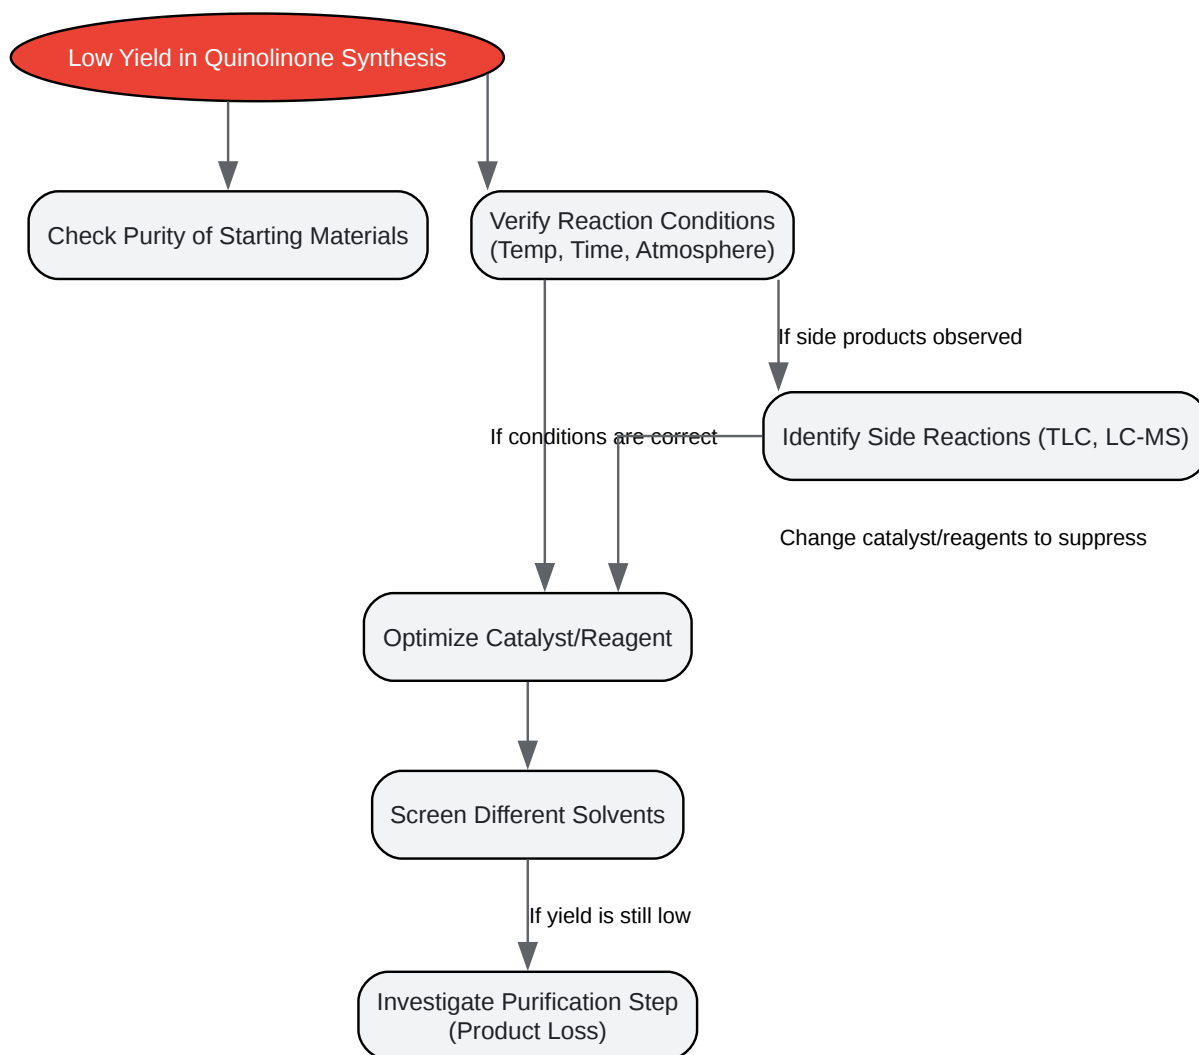 Low Yield in Quinolinone Synthesis
Check Purity of Starting Materials
Verify Reaction Conditions
(Temp, Time, Atmosphere)
If side products observed
If conditions are correct
Identify Side Reactions (TLC, LC-MS)
Change catalyst/reagents to suppress
Optimize Catalyst/Reagent
Screen Different Solvents
If yield is still low
Investigate Purification Step
(Product Loss)